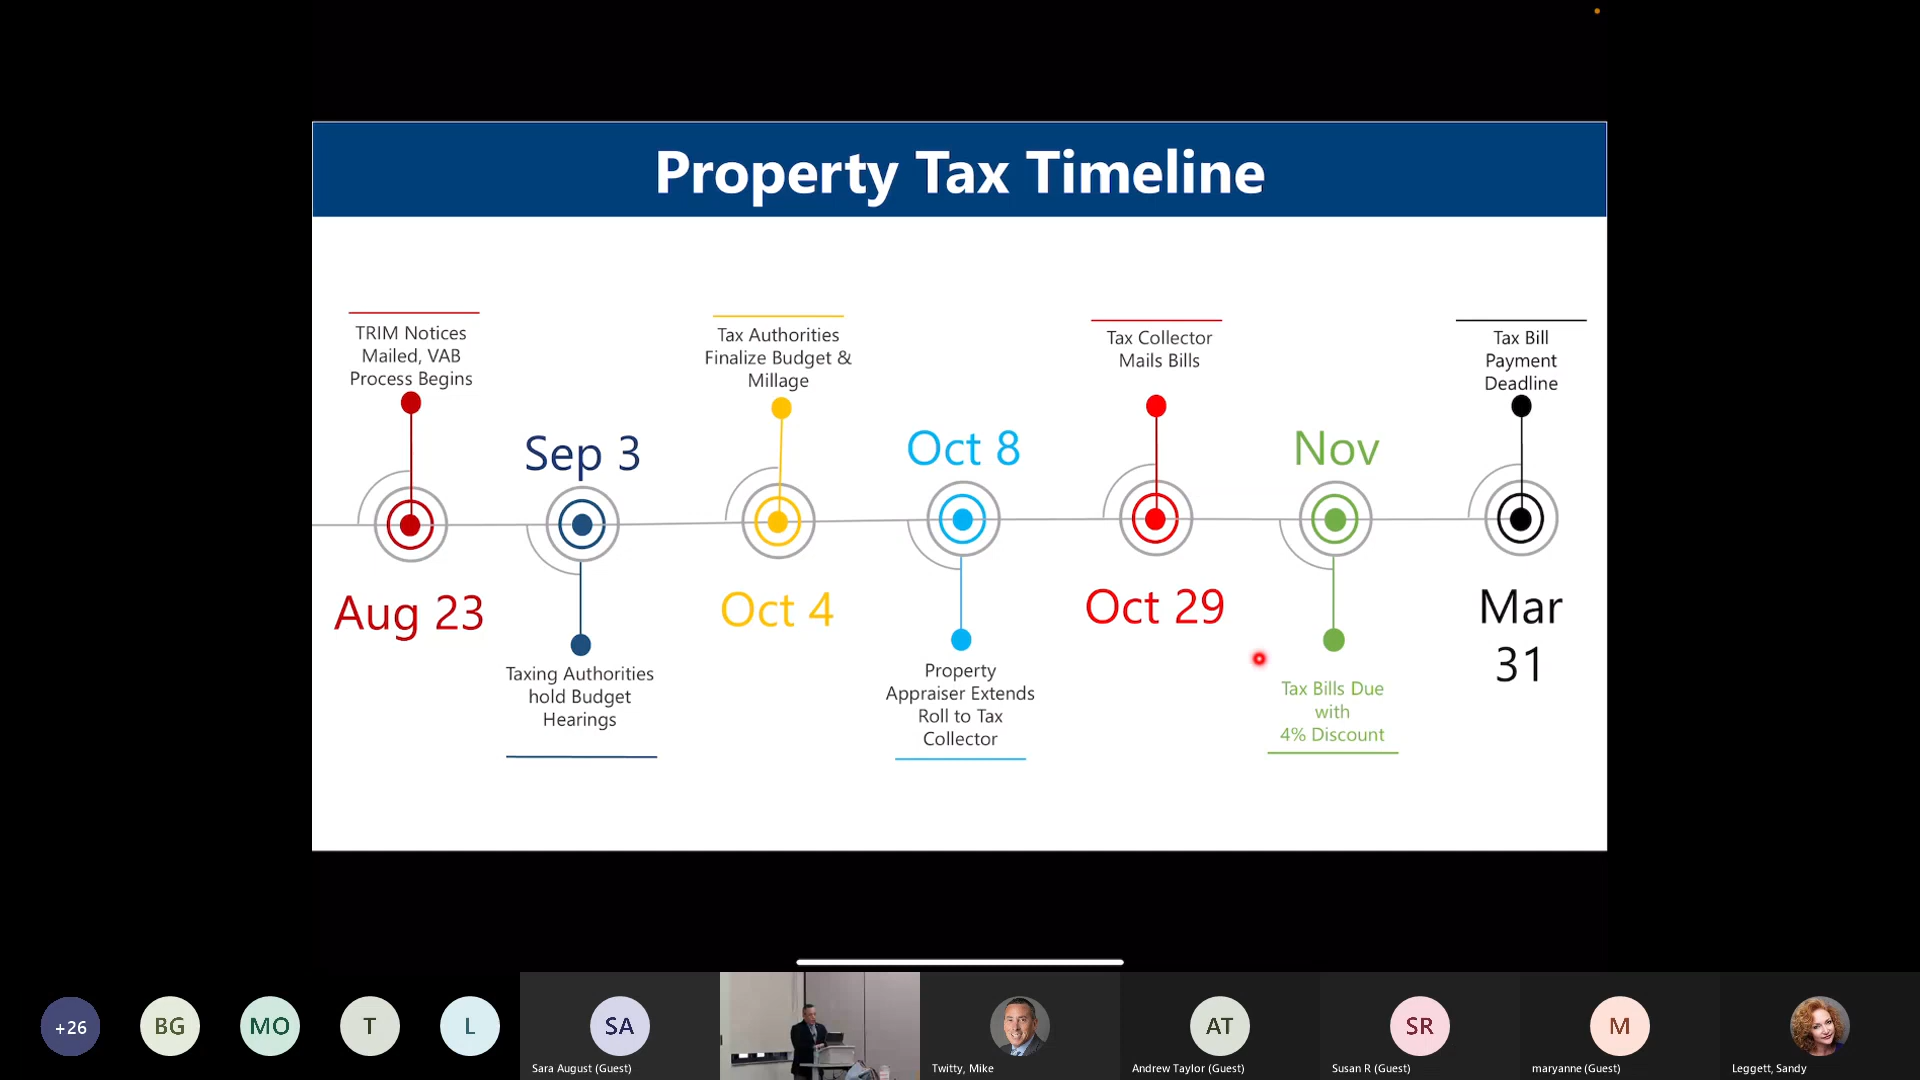 Property Tax Timeline
TRIM Notices
Mailed, VAB
Process Begins
Aug 23
Sep 3
Taxing Authorities
hold Budget
Hearings
Tax Authorities
Finalize Budget &
Millage
Oct 4
Oct 8
Property
Appraiser Extends
Roll to Tax
Collector
Tax Collector
Mails Bills
Oct 29
Nov
Tax Bills Due
with
4% Discount
Tax Bill
Payment
Deadline
Mar
31
+26
BG
MO
T
L
SA
Sara August (Guest)
Twitty, Mike
AT
Andrew Taylor (Guest)
SR
Susan R (Guest)
M
maryanne (Guest)
Leggett, Sandy